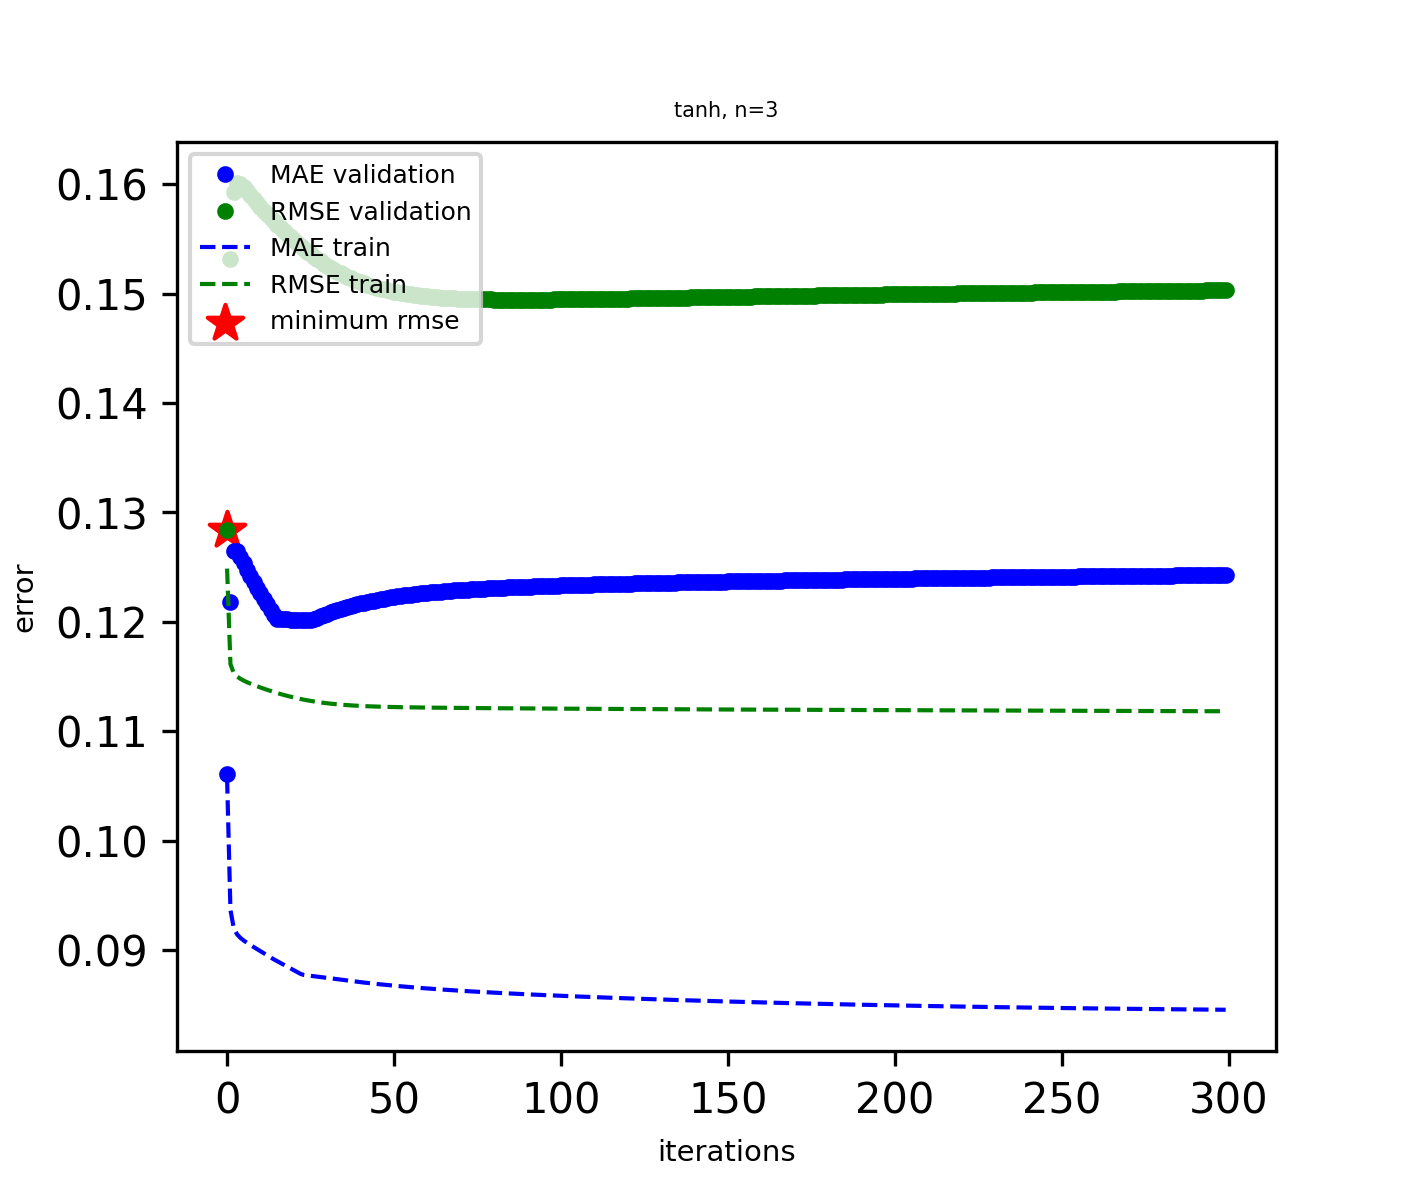 tanh, n=3
MAE validation
RMSE validation
MAE train
RMSE train
minimum rmse
0.16
0.15
0.14
0.13
0.12
0.11
0.10
0.09
error
0 50 100 150 200 250 300
iterations